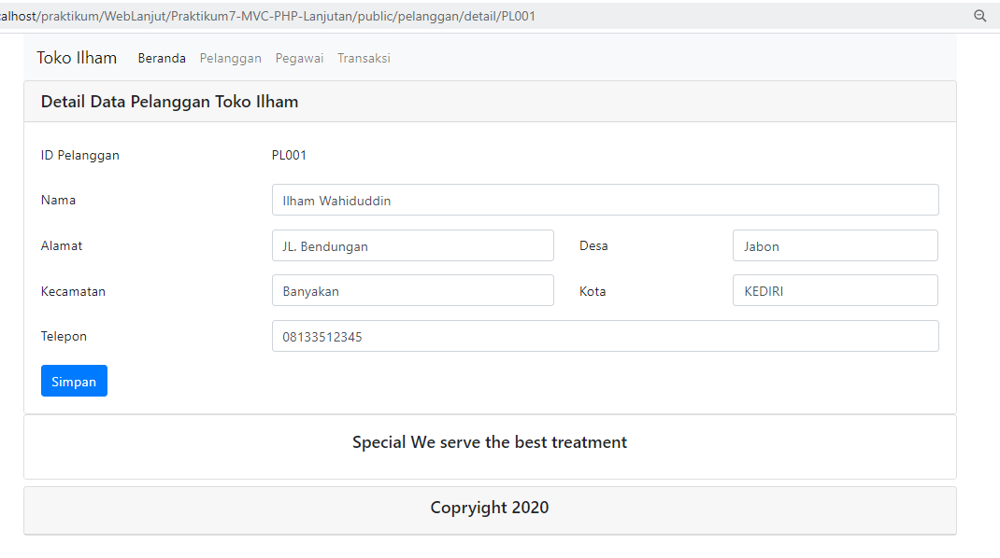 alhost/praktikum/WebLanjut/Praktikum7-MVC-PHP-Lanjutan/public/pelanggan/detail/PL001
Toko Ilham Beranda Pelanggan Pegawai Transaksi
Detail Data Pelanggan Toko Ilham
ID Pelanggan PL001
Nama Ilham Wahiduddin
Alamat JL. Bendungan Desa Jabon
Kecamatan Banyakan Kota KEDIRI
Telepon 08133512345
Simpan
Special We serve the best treatment
Copryight 2020